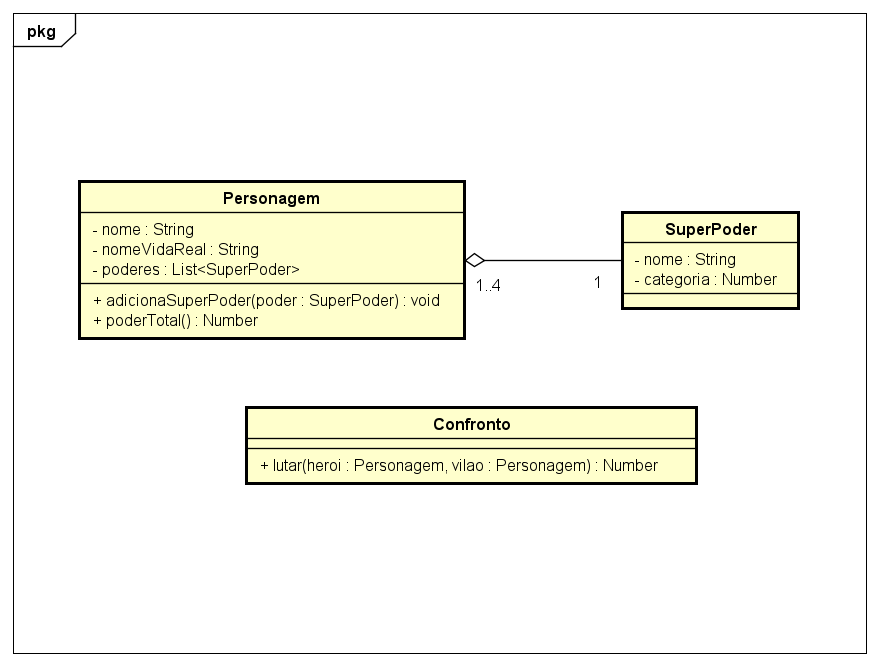 pkg
Personagem
- nome : String
- nomeVidaReal : String
- poderes : List<SuperPoder>
+ adicionaSuperPoder(poder : SuperPoder) : void
+ poderTotal() : Number
1..4
1
SuperPoder
- nome : String
- categoria : Number
Confronto
+ lutar(heroi : Personagem, vilao : Personagem) : Number